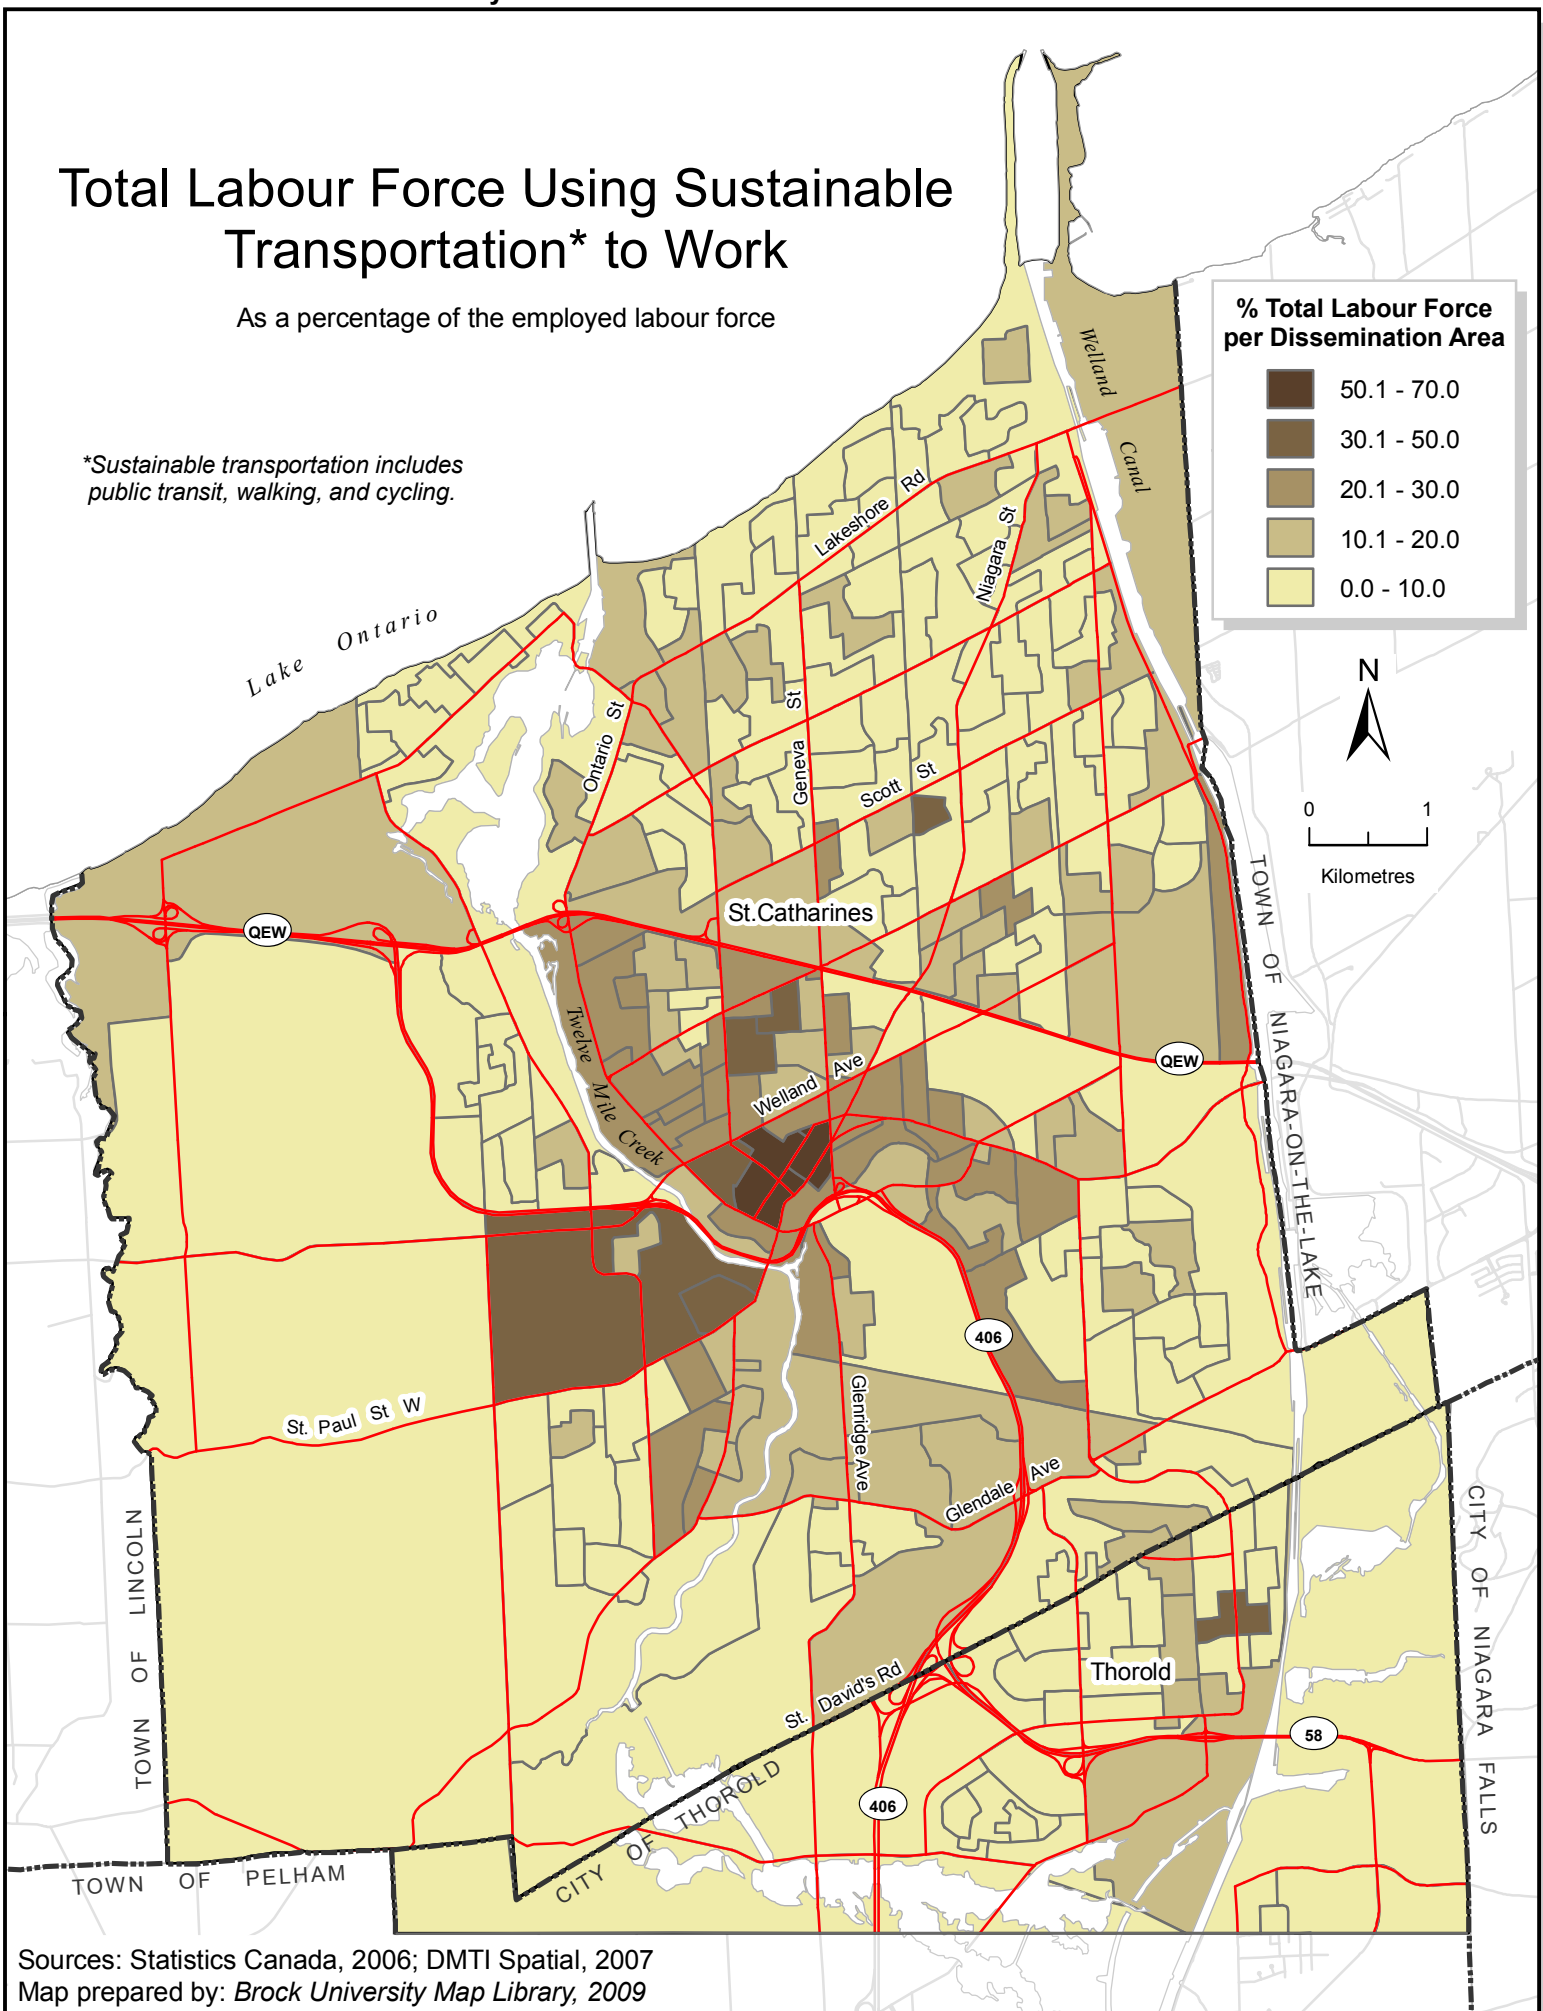 Total Labour Force Using Sustainable
Transportation* to Work
As a percentage of the employed labour force
*Sustainable transportation includes
public transit, walking, and cycling.
% Total Labour Force
per Dissemination Area
50.1 - 70.0
30.1 - 50.0
20.1 - 30.0
10.1 - 20.0
0.0 - 10.0
N
0 1
Kilometres
Welland
Canal
Lake Ontario
Lakeshore Rd
Niagara St
Ontario St
Geneva St
Scott St
St.Catharines
QEW
QEW
Twelve Mile Creek
Welland Ave
TOWN OF NIAGARA-ON-THE-LAKE
406
St. Paul St W
Glenridge Ave
Glendale Ave
TOWN OF LINCOLN
CITY OF NIAGARA FALLS
Thorold
St. David's Rd
58
406
CITY OF THOROLD
TOWN OF PELHAM
Sources: Statistics Canada, 2006; DMTI Spatial, 2007
Map prepared by: Brock University Map Library, 2009